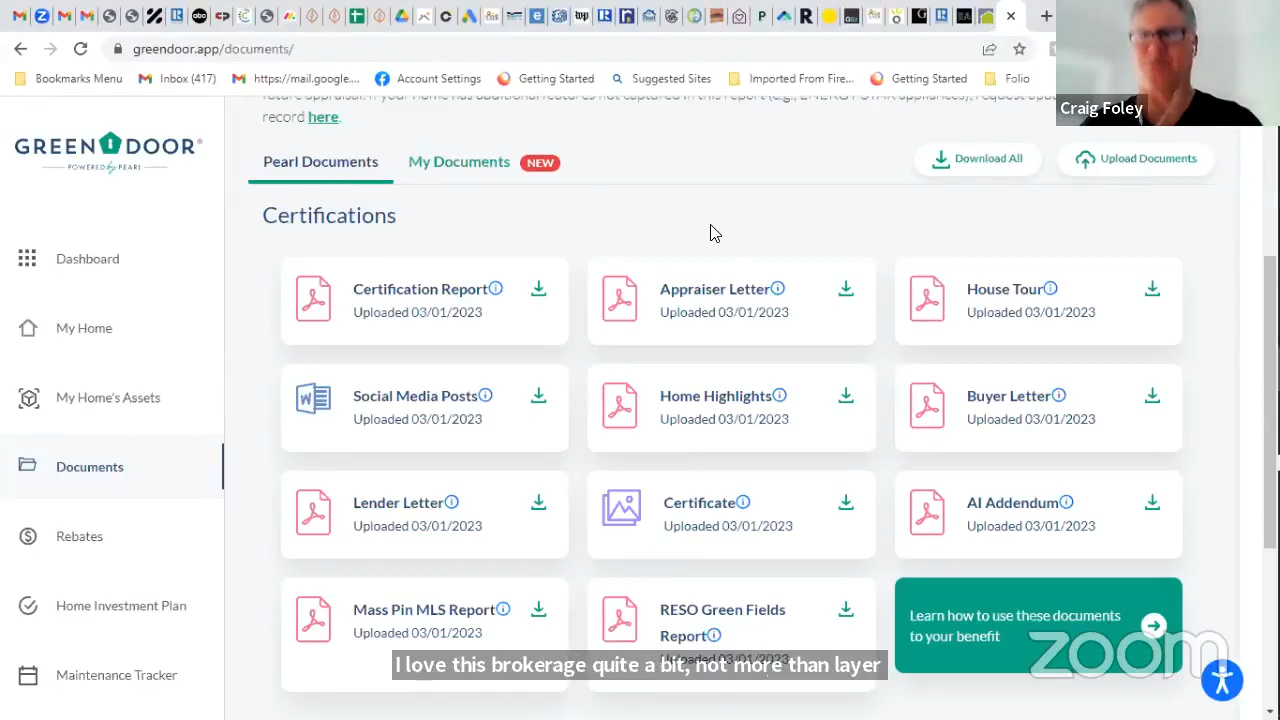 greendoor.app/documents/
Bookmarks Menu
Inbox (417)
https://mail.google....
Account Settings
Getting Started
Suggested Sites
Imported From Fire...
Getting Started
Folio
Craig Foley
record here.
GREEN DOOR®
POWERED by PEARL
Pearl Documents
My Documents
NEW
Download All
Upload Documents
Certifications
Dashboard
My Home
My Home's Assets
Documents
Rebates
Home Investment Plan
Maintenance Tracker
Certification Report
Uploaded 03/01/2023
Appraiser Letter
Uploaded 03/01/2023
House Tour
Uploaded 03/01/2023
Social Media Posts
Uploaded 03/01/2023
Home Highlights
Uploaded 03/01/2023
Buyer Letter
Uploaded 03/01/2023
Lender Letter
Uploaded 03/01/2023
Certificate
Uploaded 03/01/2023
AI Addendum
Uploaded 03/01/2023
Mass Pin MLS Report
Uploaded 03/01/2023
RESO Green Fields
Report
Learn how to use these documents
to your benefit
I love this brokerage quite a bit, not more than layer
zoom